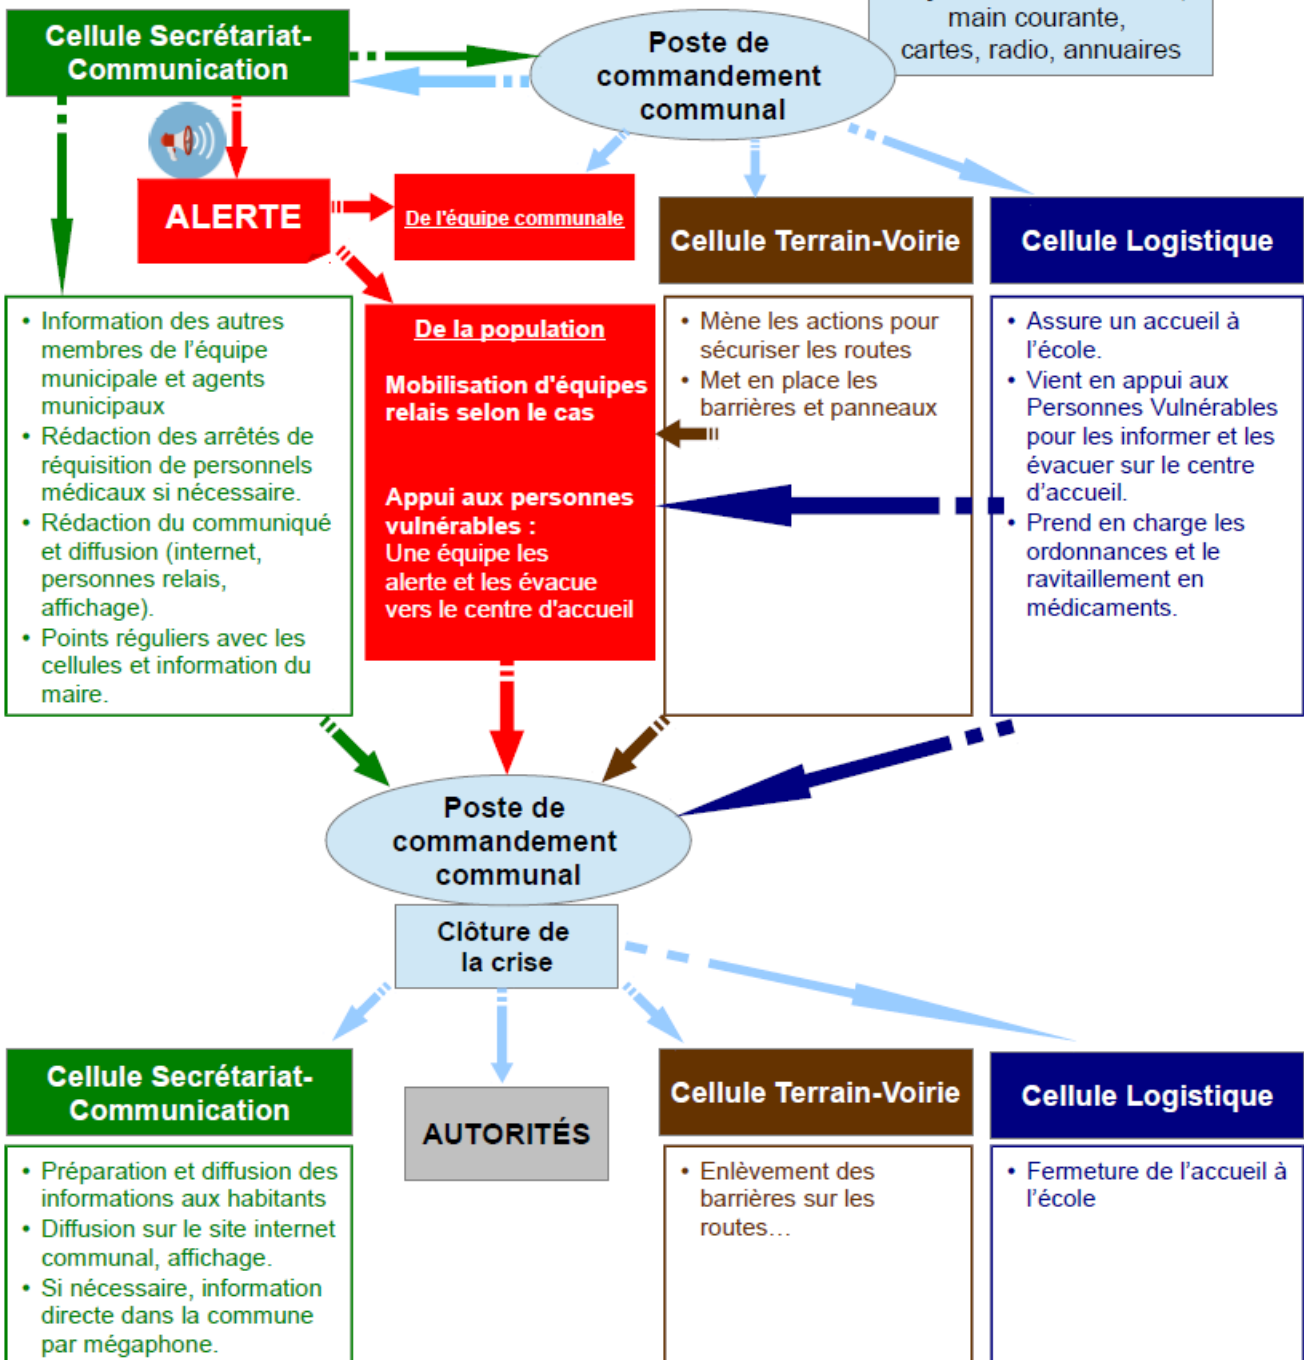 main courante,
cartes, radio, annuaires
Cellule Secrétariat-
Communication
Poste de
commandement
communal
ALERTE
De l'équipe communale
Cellule Terrain-Voirie
Cellule Logistique
• Information des autres
membres de l'équipe
municipale et agents
municipaux
• Rédaction des arrêtés de
réquisition de personnels
médicaux si nécessaire.
• Rédaction du communiqué
et diffusion (internet,
personnes relais,
affichage).
• Points réguliers avec les
cellules et information du
maire.
De la population
Mobilisation d'équipes
relais selon le cas
Appui aux personnes
vulnérables :
Une équipe les
alerte et les évacue
vers le centre d'accueil
• Mène les actions pour
sécuriser les routes
• Met en place les
barrières et panneaux
• Assure un accueil à
l'école.
• Vient en appui aux
Personnes Vulnérables
pour les informer et les
évacuer sur le centre
d'accueil.
• Prend en charge les
ordonnances et le
ravitaillement en
médicaments.
Poste de
commandement
communal
Clôture de
la crise
Cellule Secrétariat-
Communication
AUTORITÉS
Cellule Terrain-Voirie
Cellule Logistique
• Préparation et diffusion des
informations aux habitants
• Diffusion sur le site internet
communal, affichage.
• Si nécessaire, information
directe dans la commune
par mégaphone.
• Enlèvement des
barrières sur les
routes…
• Fermeture de l'accueil à
l'école